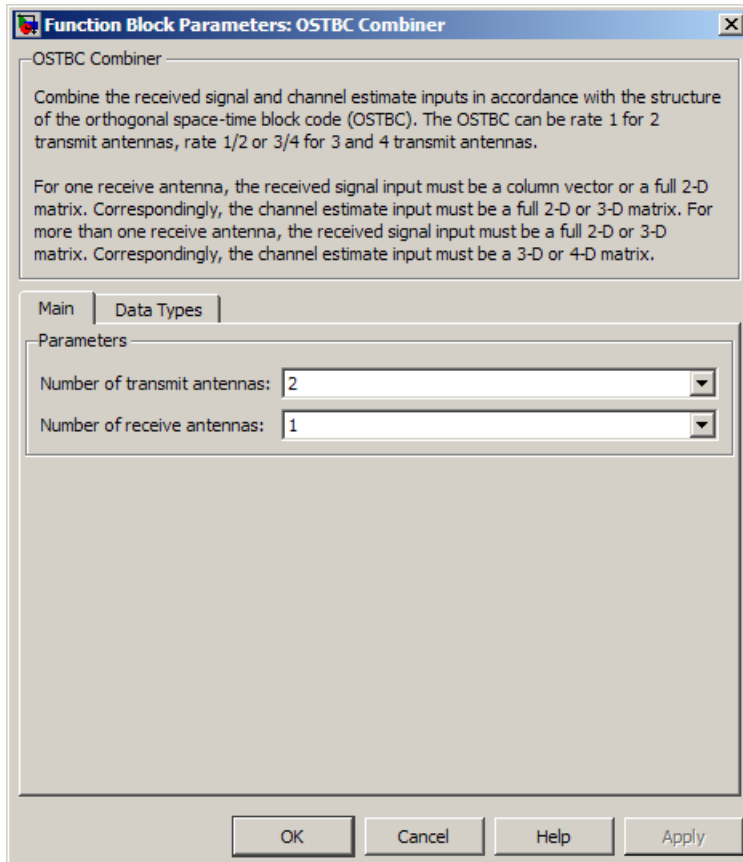 Function Block Parameters: OSTBC Combiner
OSTBC Combiner
Combine the received signal and channel estimate inputs in accordance with the structure
of the orthogonal space-time block code (OSTBC). The OSTBC can be rate 1 for 2
transmit antennas, rate 1/2 or 3/4 for 3 and 4 transmit antennas.
For one receive antenna, the received signal input must be a column vector or a full 2-D
matrix. Correspondingly, the channel estimate input must be a full 2-D or 3-D matrix. For
more than one receive antenna, the received signal input must be a full 2-D or 3-D
matrix. Correspondingly, the channel estimate input must be a 3-D or 4-D matrix.
Main Data Types
Parameters
Number of transmit antennas: 2
Number of receive antennas: 1
OK Cancel Help Apply